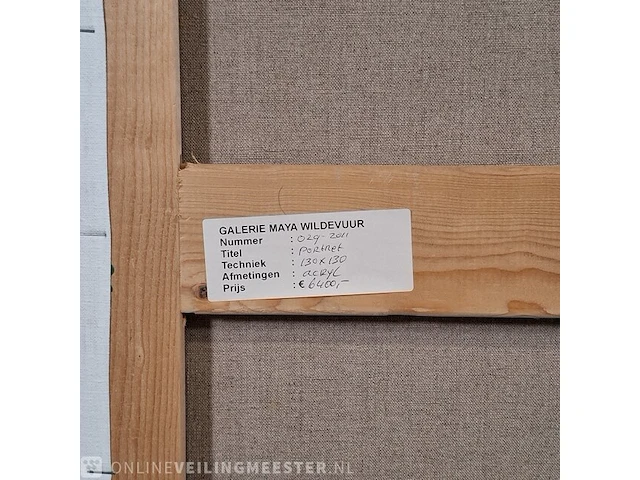 GALERIE MAYA WILDEVUUR
Nummer : 029-2011
Titel : Portret
Techniek : 130x130
Afmetingen : acryl
Prijs : € 6400,-
ONLINEVEILINGMEESTER.NL